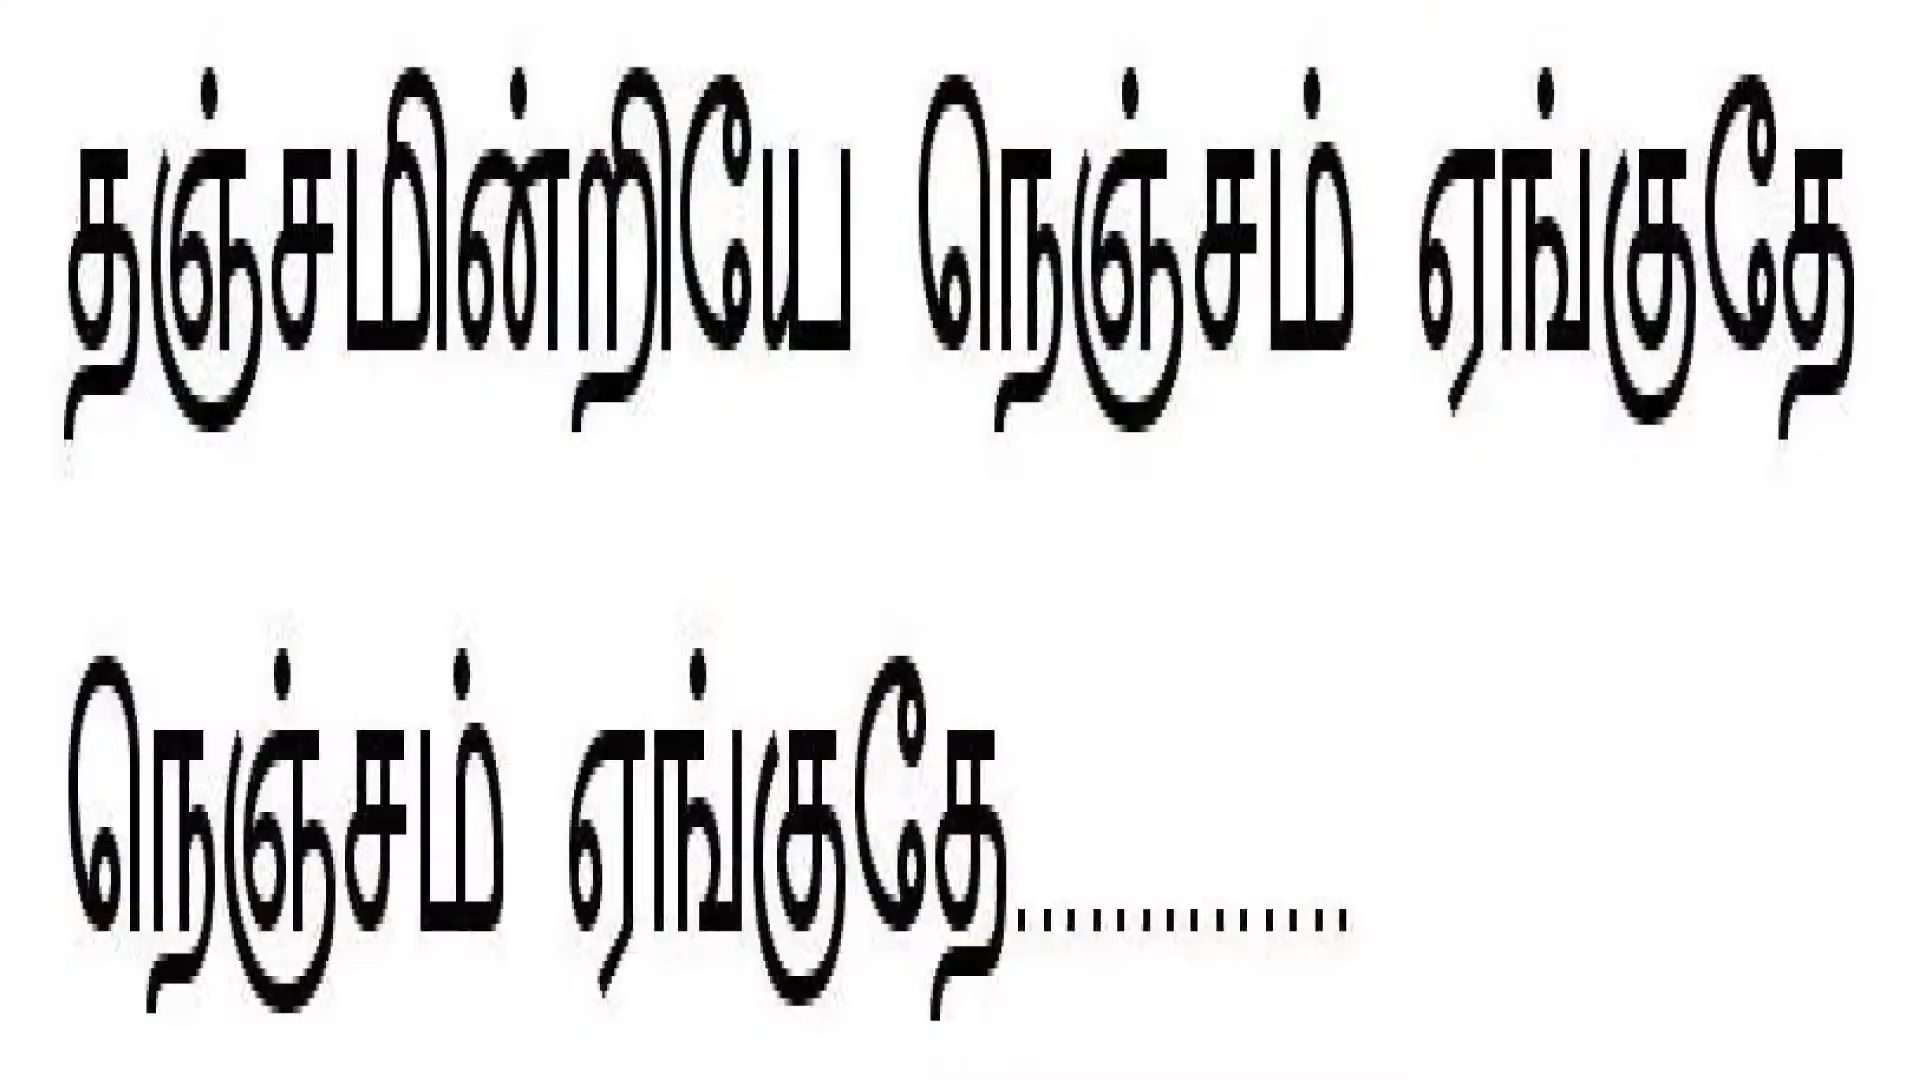 தஞ்சமின்றியே நெஞ்சம் ஏங்குதே
நெஞ்சம் ஏங்குதே..............